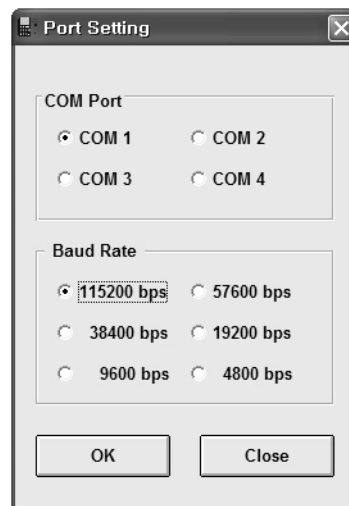 Port Setting
COM Port
COM 1 COM 2
COM 3 COM 4
Baud Rate
115200 bps 57600 bps
38400 bps 19200 bps
9600 bps 4800 bps
OK Close